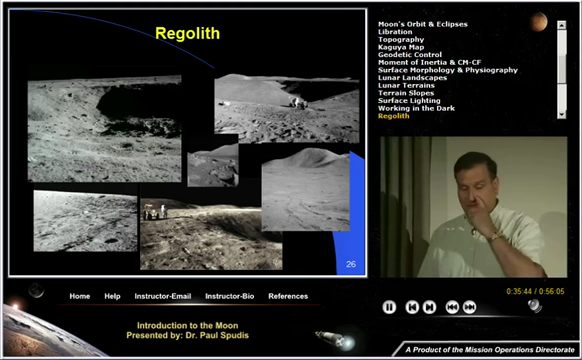 Regolith
26
Moon's Orbit & Eclipses
Libration
Topography
Kaguya Map
Geodetic Control
Moment of Inertia & CM-CF
Surface Morphology & Physiography
Lunar Landscapes
Lunar Terrains
Terrain Slopes
Surface Lighting
Working in the Dark
Regolith
0:35:44 / 0:56:05
Home Help Instructor-Email Instructor-Bio References
Introduction to the Moon
Presented by: Dr. Paul Spudis
A Product of the Mission Operations Directorate